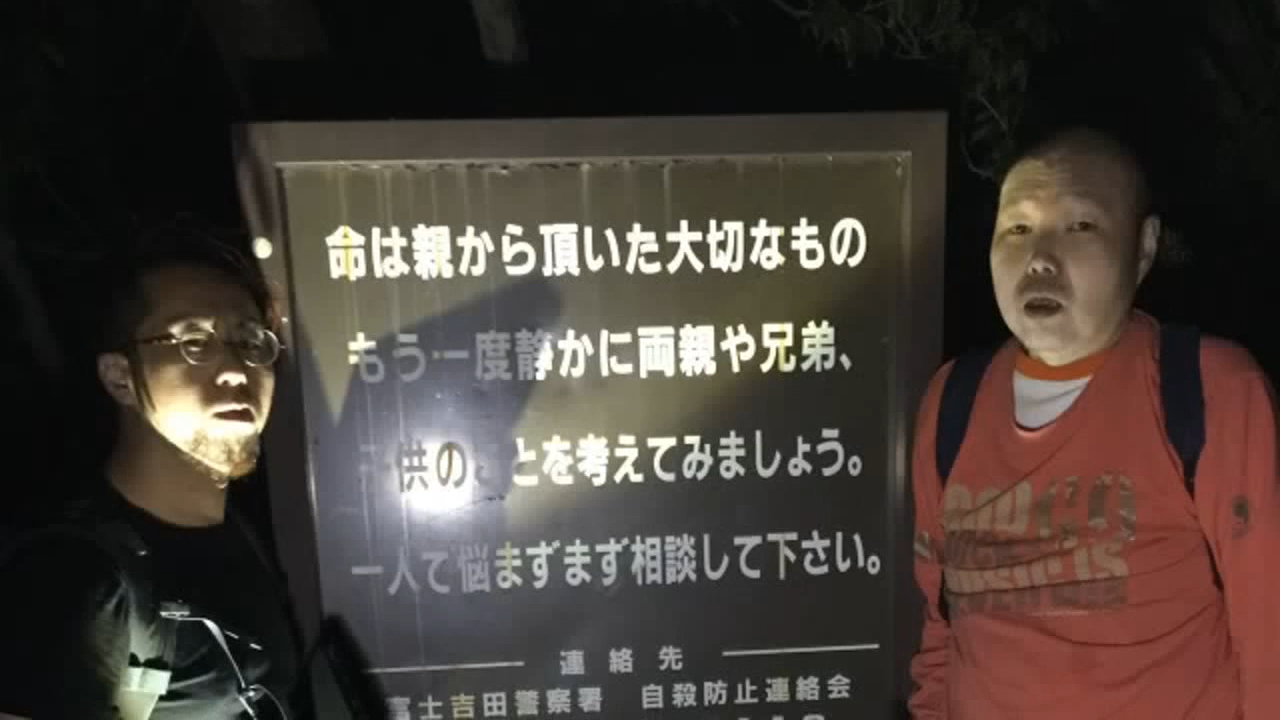 命は親から頂いた大切なもの
もう一度静かに両親や兄弟、
子供のことを考えてみましょう。
一人で悩まずまず相談して下さい。
連絡先
富士吉田警察署 自殺防止連絡会